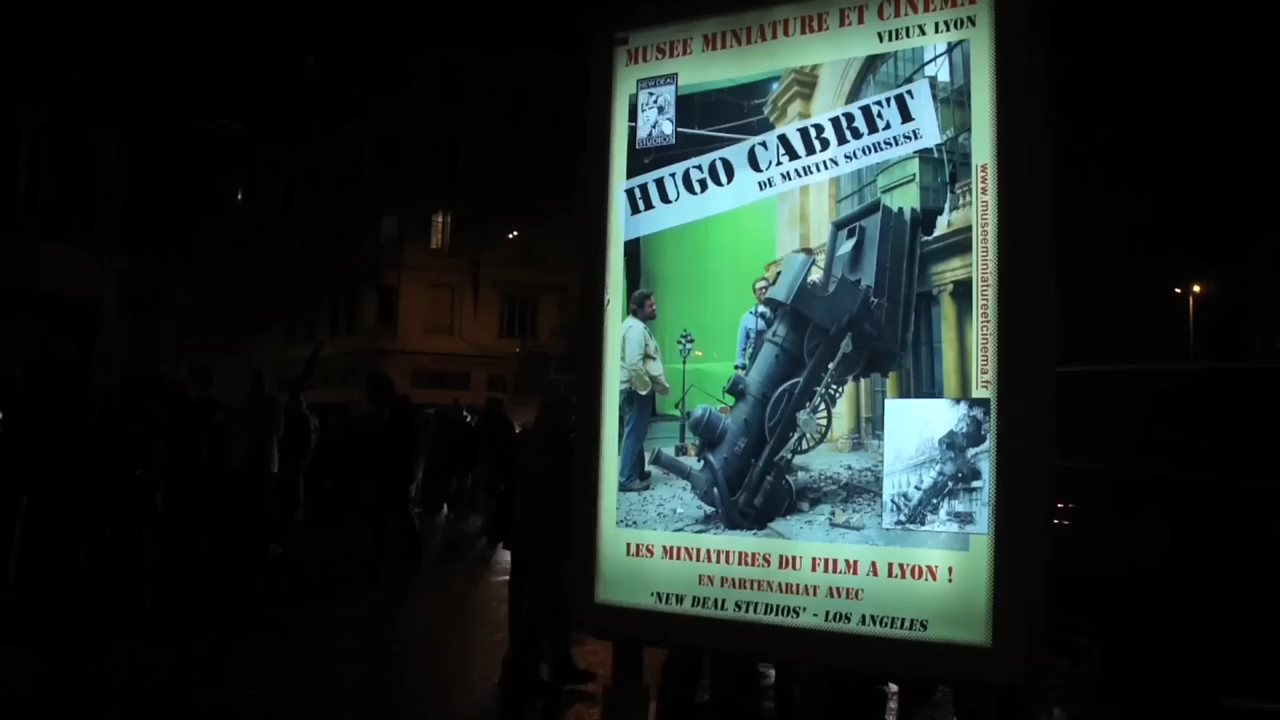 MUSEE MINIATURE ET CINEMA
VIEUX LYON
NEW DEAL
STUDIOS
HUGO CABRET
DE MARTIN SCORSESE
www.museeminiatureetcinema.fr
LES MINIATURES DU FILM A LYON !
EN PARTENARIAT AVEC
'NEW DEAL STUDIOS' - LOS ANGELES